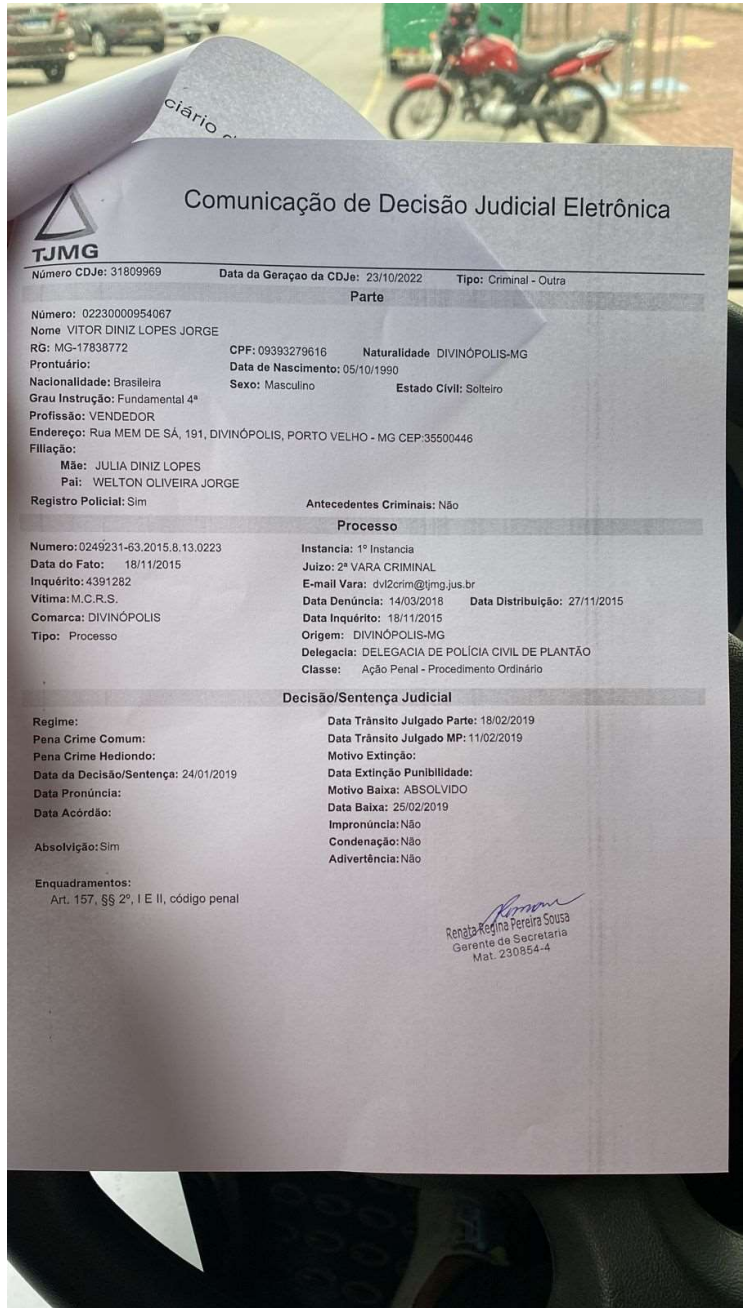 ciário
Comunicação de Decisão Judicial Eletrônica
TJMG
Número CDJe: 31809969 Data da Geraçao da CDJe: 23/10/2022 Tipo: Criminal - Outra
Parte
Número: 02230000954067
Nome VITOR DINIZ LOPES JORGE
RG: MG-17838772 CPF: 09393279616 Naturalidade DIVINÓPOLIS-MG
Prontuário: Data de Nascimento: 05/10/1990
Nacionalidade: Brasileira Sexo: Masculino Estado Civil: Solteiro
Grau Instrução: Fundamental 4ª
Profissão: VENDEDOR
Endereço: Rua MEM DE SÁ, 191, DIVINÓPOLIS, PORTO VELHO - MG CEP:35500446
Filiação:
Mãe: JULIA DINIZ LOPES
Pai: WELTON OLIVEIRA JORGE
Registro Policial: Sim Antecedentes Criminais: Não
Processo
Numero: 0249231-63.2015.8.13.0223 Instancia: 1º Instancia
Data do Fato: 18/11/2015 Juizo: 2ª VARA CRIMINAL
Inquérito: 4391282 E-mail Vara: dvl2crim@tjmg.jus.br
Vítima: M.C.R.S. Data Denúncia: 14/03/2018 Data Distribuição: 27/11/2015
Comarca: DIVINÓPOLIS Data Inquérito: 18/11/2015
Tipo: Processo Origem: DIVINÓPOLIS-MG
Delegacia: DELEGACIA DE POLÍCIA CIVIL DE PLANTÃO
Classe: Ação Penal - Procedimento Ordinário
Decisão/Sentença Judicial
Regime: Data Trânsito Julgado Parte: 18/02/2019
Pena Crime Comum: Data Trânsito Julgado MP: 11/02/2019
Pena Crime Hediondo: Motivo Extinção:
Data da Decisão/Sentença: 24/01/2019 Data Extinção Punibilidade:
Data Pronúncia: Motivo Baixa: ABSOLVIDO
Data Acórdão: Data Baixa: 25/02/2019
Impronúncia: Não
Absolvição: Sim Condenação: Não
Adivertência: Não
Enquadramentos:
Art. 157, §§ 2º, I E II, código penal
Renata Regina Pereira Sousa
Gerente de Secretaria
Mat. 230854-4